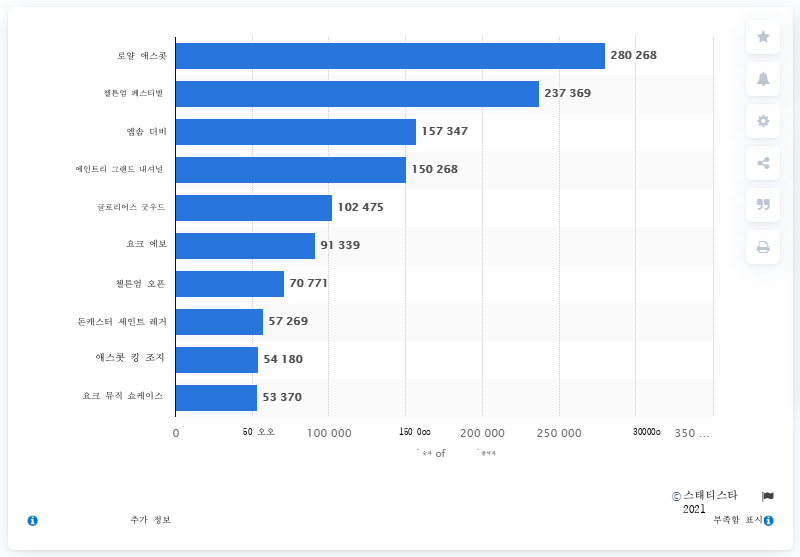 로얄 애스콧 280 268
첼튼엄 페스티벌 237 369
엡솜 더비 157 347
에인트리 그랜드 내셔널 150 268
글로리어스 굿우드 102 475
요크 에보 91 339
첼튼엄 오픈 70 771
돈캐스터 세인트 레거 57 269
애스콧 킹 조지 54 180
요크 뮤직 쇼케이스 53 370
0 50 오오 100 000 150 0oo 200 000 250 000 30000o 350 ...
of
© 스태티스타
2021
추가 정보 부족함 표시